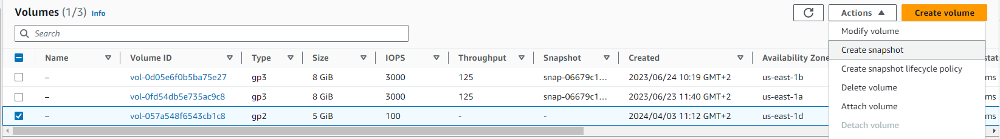 Volumes (1/3) Info
Actions
Create volume
Search
Modify volume
Create snapshot
Create snapshot lifecycle policy
Delete volume
Attach volume
Detach volume
Name Volume ID Type Size IOPS Throughput Snapshot Created Availability Zone
– vol-0d05e6f0b5ba75e27 gp3 8 GiB 3000 125 snap-06679c1... 2023/06/24 10:19 GMT+2 us-east-1b
– vol-0fd54db5e735ac9c8 gp3 8 GiB 3000 125 snap-06679c1... 2023/06/23 11:40 GMT+2 us-east-1a
– vol-057a548f6543cb1c8 gp2 5 GiB 100 - - 2024/04/03 11:12 GMT+2 us-east-1d